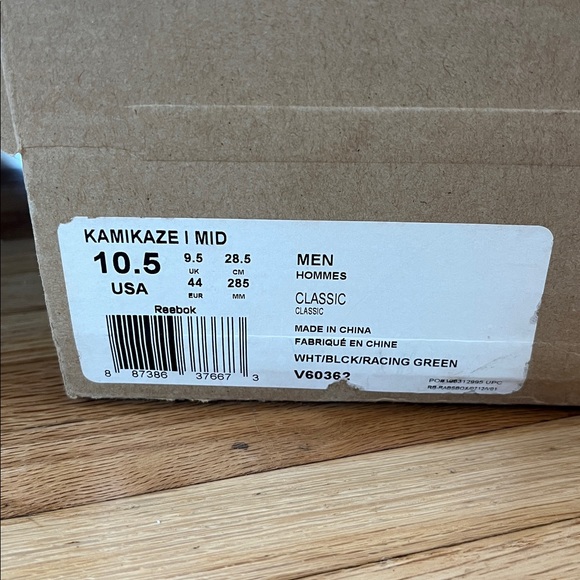 KAMIKAZE I MID
10.5 9.5 28.5
UK CM
USA 44 285
EUR MM
Reebok
8 87386 37667 3
MEN
HOMMES
CLASSIC
CLASSIC
MADE IN CHINA
FABRIQUÉ EN CHINE
WHT/BLCK/RACING GREEN
V60362
UPC